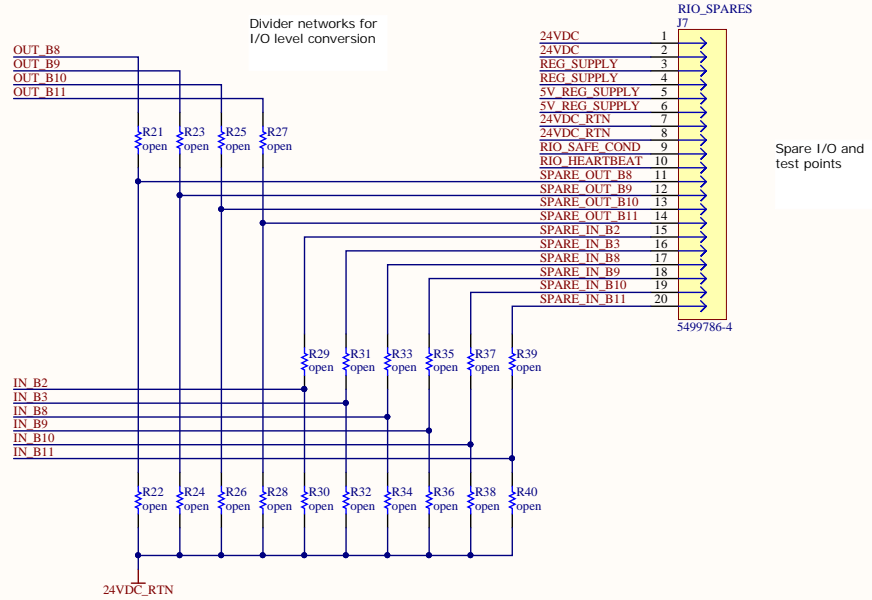 RIO_SPARES
J7
Divider networks for
I/O level conversion
OUT_B8
OUT_B9
OUT_B10
OUT_B11
24VDC 1
24VDC 2
REG_SUPPLY 3
REG_SUPPLY 4
5V_REG_SUPPLY 5
5V_REG_SUPPLY 6
24VDC_RTN 7
24VDC_RTN 8
RIO_SAFE_COND 9
RIO_HEARTBEAT 10
SPARE_OUT_B8 11
SPARE_OUT_B9 12
SPARE_OUT_B10 13
SPARE_OUT_B11 14
SPARE_IN_B2 15
SPARE_IN_B3 16
SPARE_IN_B8 17
SPARE_IN_B9 18
SPARE_IN_B10 19
SPARE_IN_B11 20
5499786-4
Spare I/O and
test points
R21 R23 R25 R27
open open open open
R29 R31 R33 R35 R37 R39
open open open open open open
IN_B2
IN_B3
IN_B8
IN_B9
IN_B10
IN_B11
R22 R24 R26 R28 R30 R32 R34 R36 R38 R40
open open open open open open open open open open
24VDC_RTN